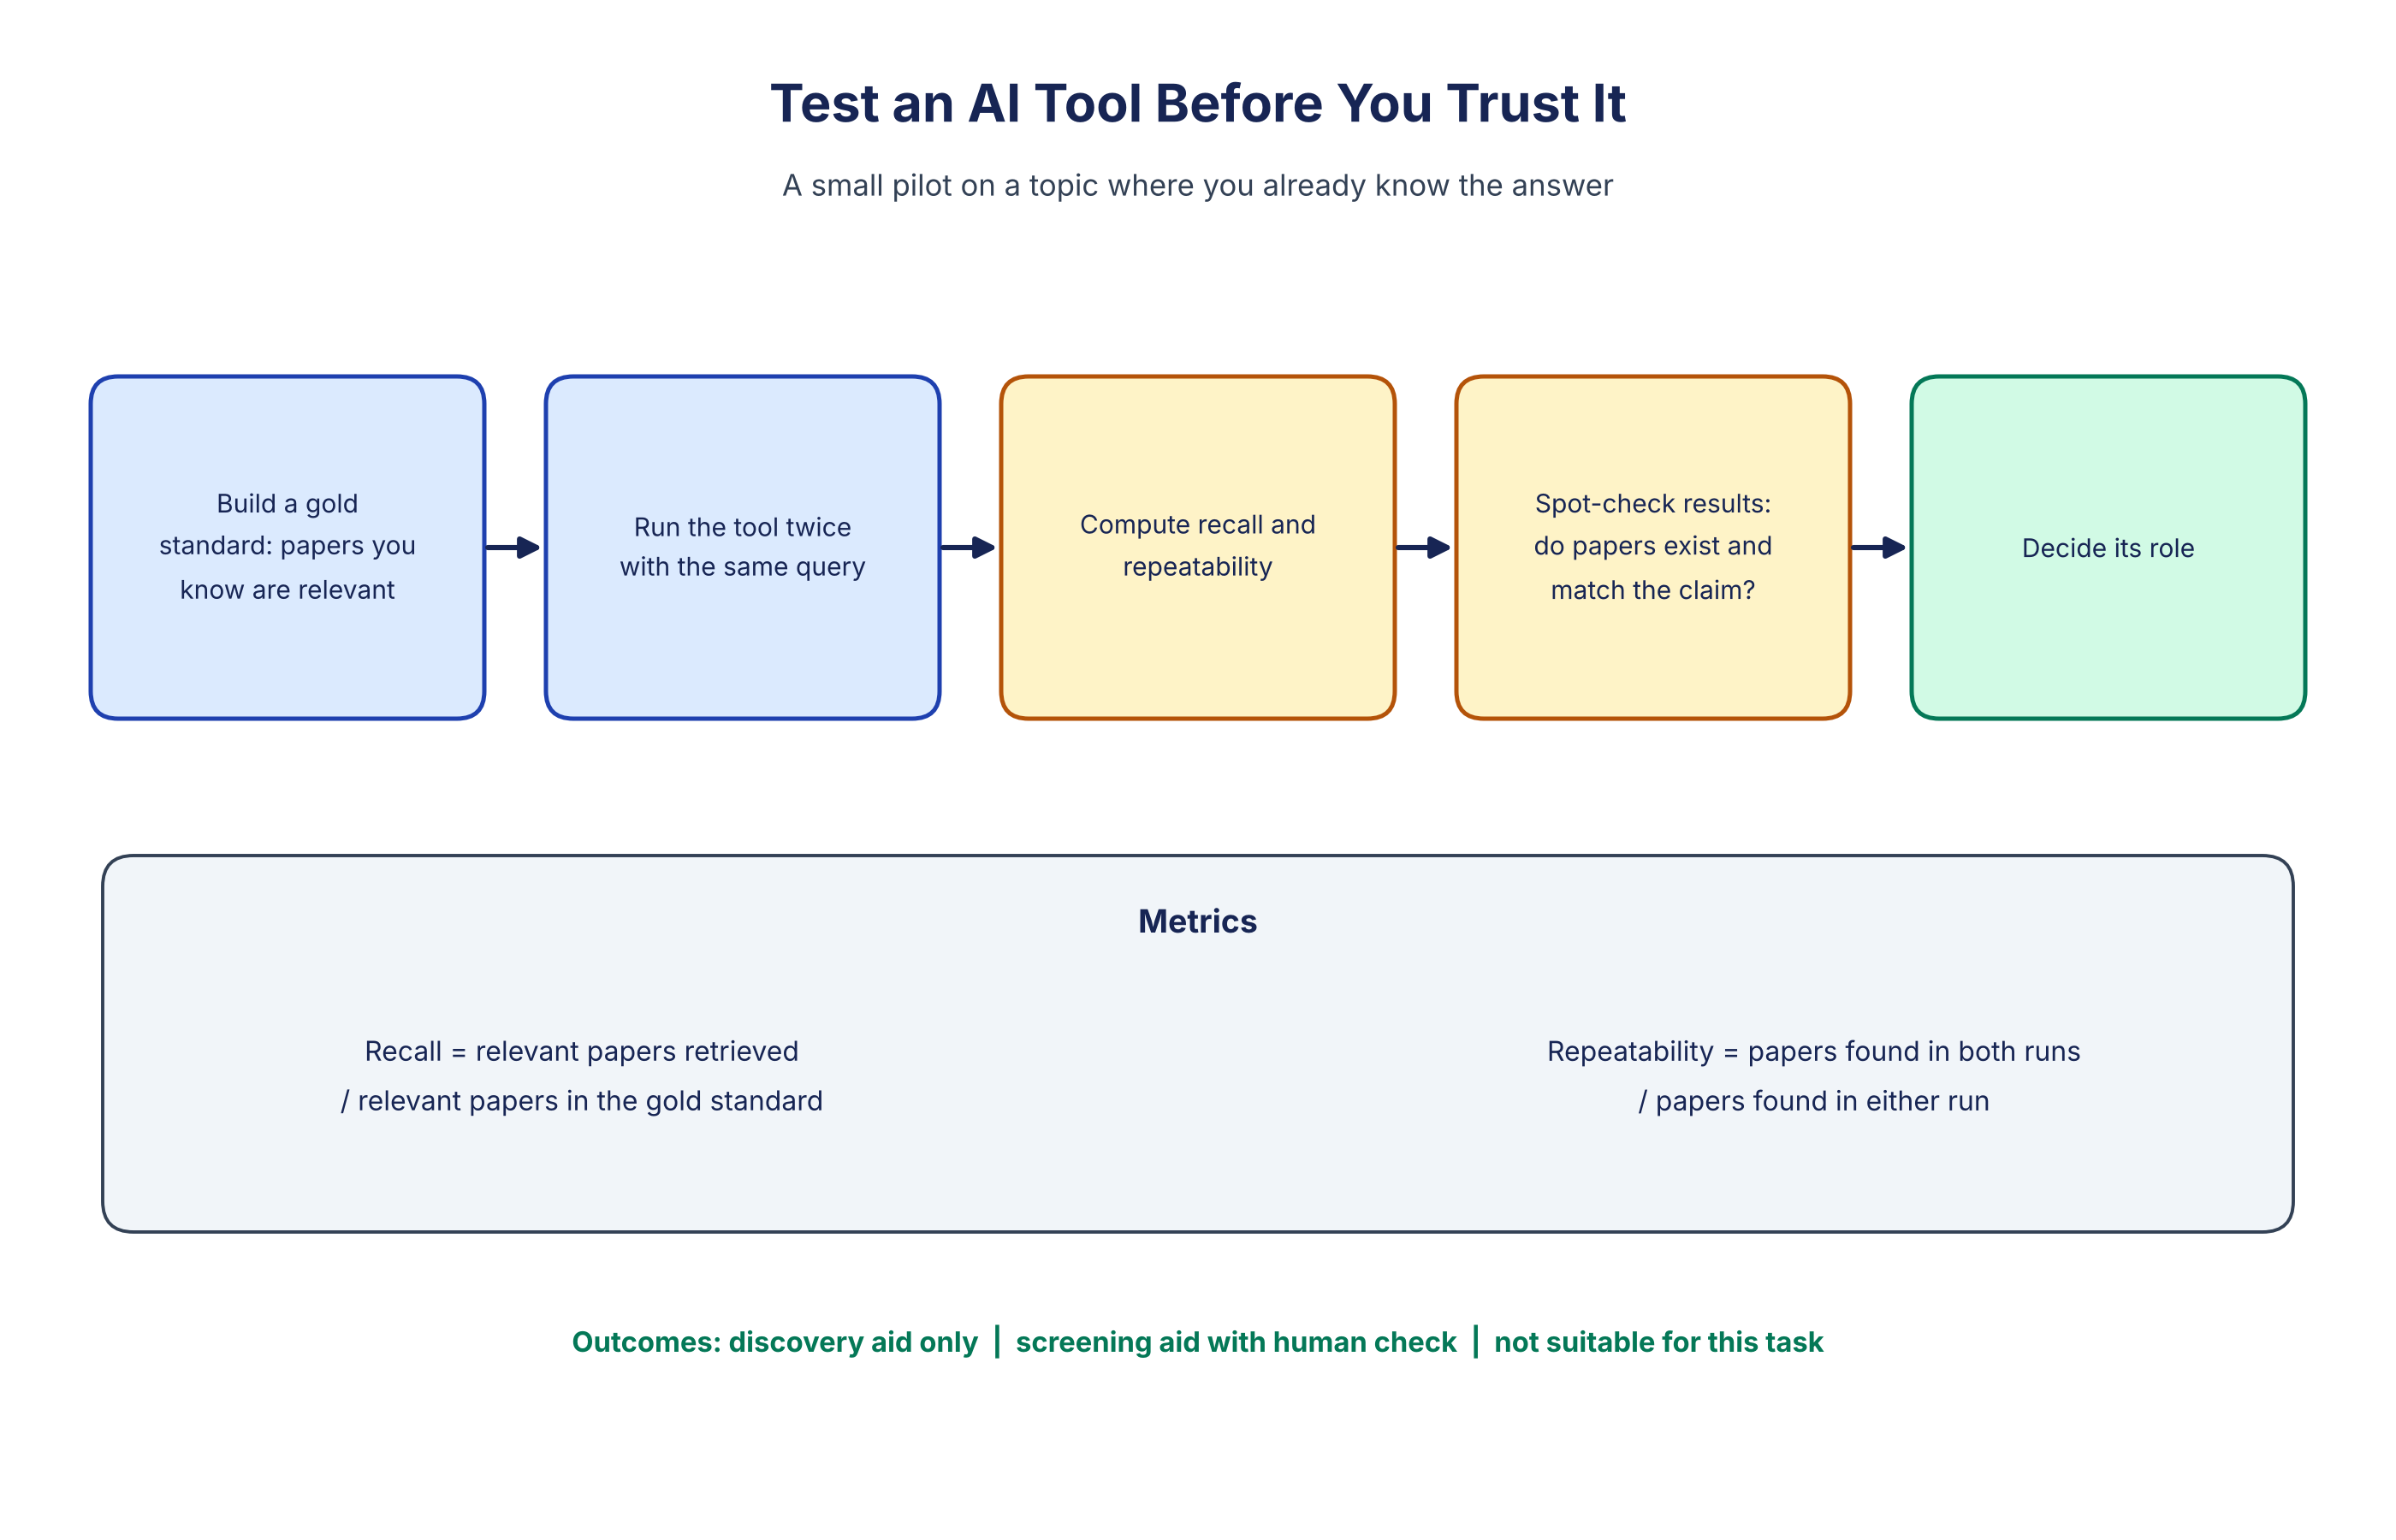 Test an AI Tool Before You Trust It
A small pilot on a topic where you already know the answer
Build a gold
standard: papers you
know are relevant
Run the tool twice
with the same query
Compute recall and
repeatability
Spot-check results:
do papers exist and
match the claim?
Decide its role
Metrics
Recall = relevant papers retrieved
/ relevant papers in the gold standard
Repeatability = papers found in both runs
/ papers found in either run
Outcomes: discovery aid only | screening aid with human check | not suitable for this task